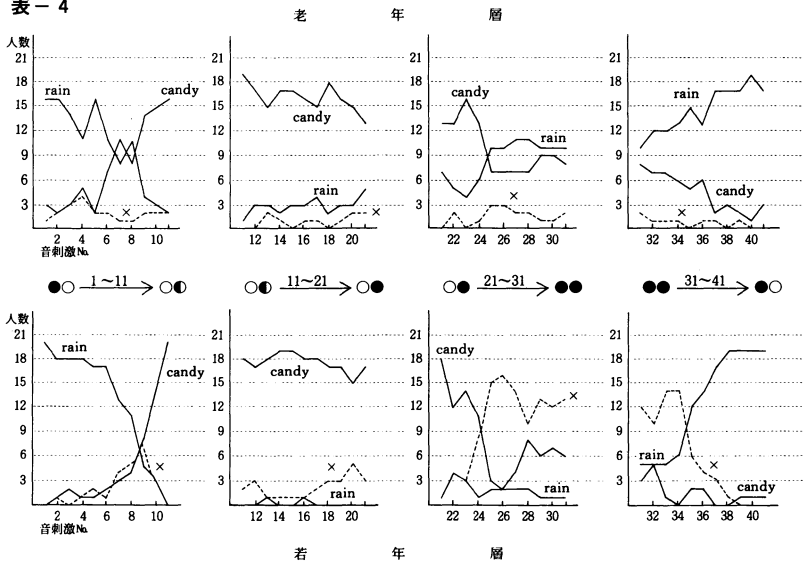 表－4
老年層
人数
21 21 21 21
18 18 18 18
15 15 15 15
12 12 12 12
9 9 9 9
6 6 6 6
3 3 3 3
rain candy candy rain candy rain rain candy
× × × ×
2 4 6 8 10 12 14 16 18 20 22 24 26 28 30 32 34 36 38 40
音刺激No.
1～11 11～21 21～31 31～41
人数
21 21 21 21
18 18 18 18
15 15 15 15
12 12 12 12
9 9 9 9
6 6 6 6
3 3 3 3
rain candy candy rain candy rain rain candy
× × × ×
2 4 6 8 10 12 14 16 18 20 22 24 26 28 30 32 34 36 38 40
音刺激No.
若年層